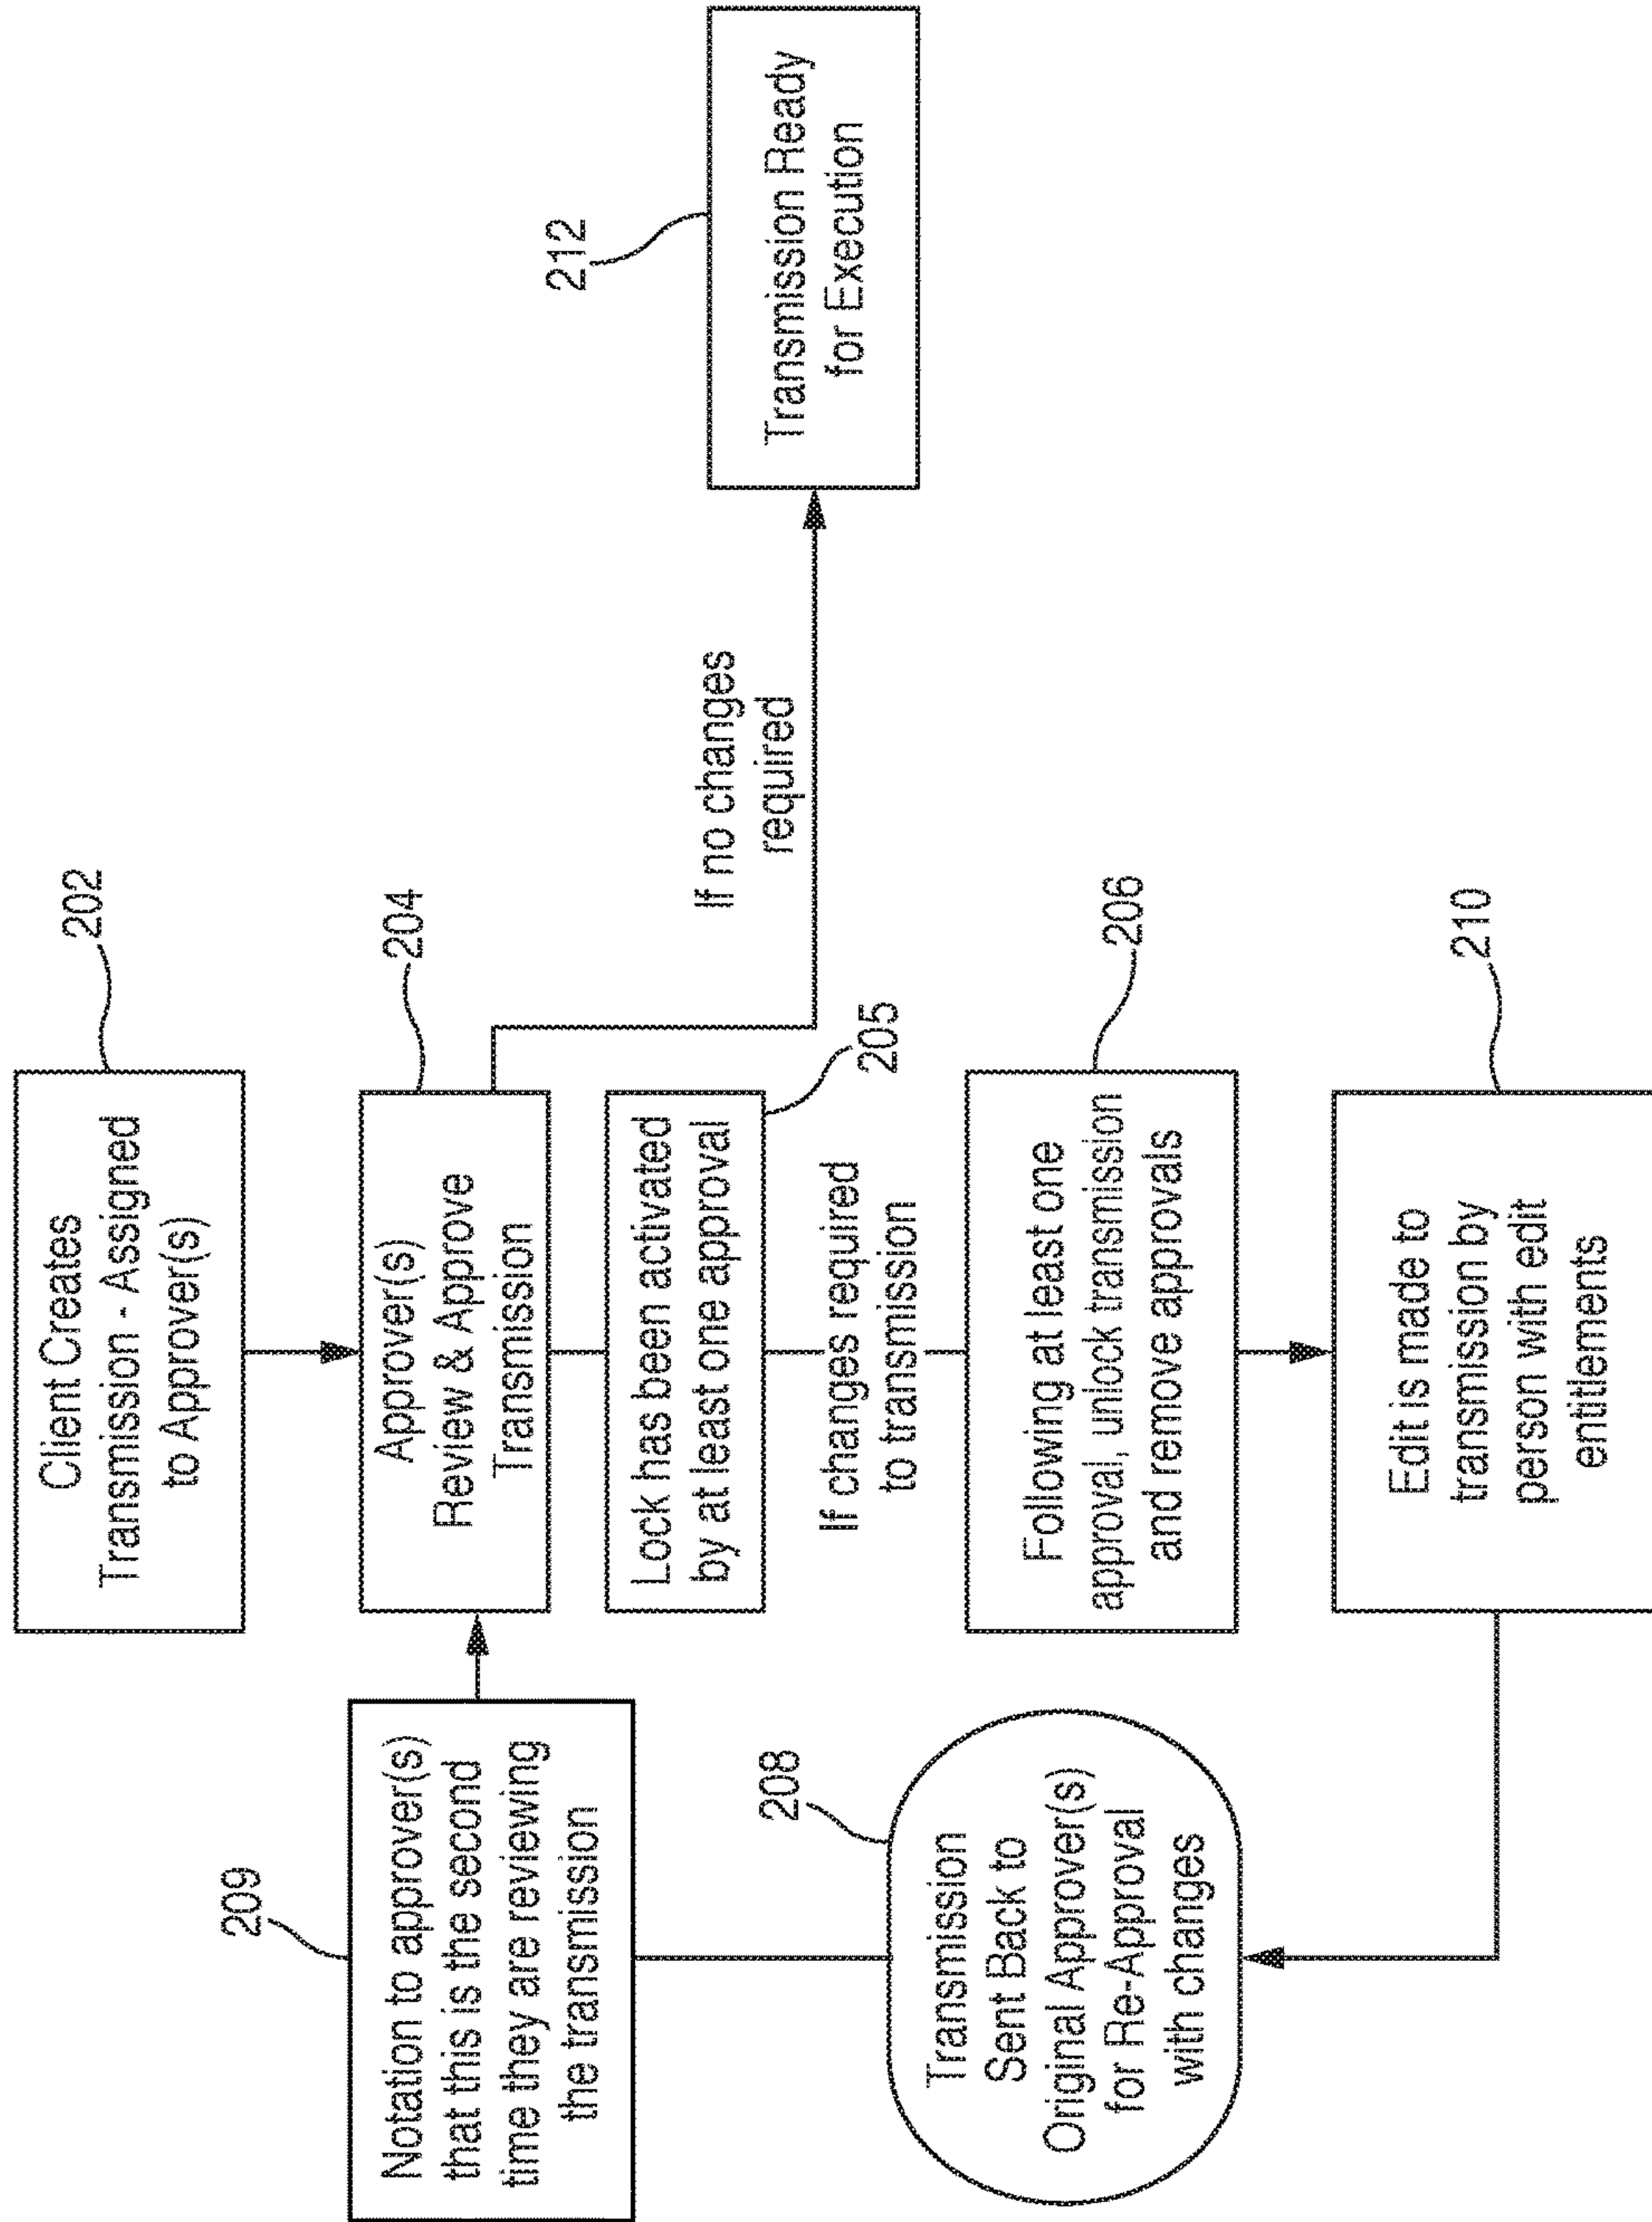 Client Creates
Transmission - Assigned
to Approver(s)
202
Approver(s)
Review & Approve
Transmission
204
Lock has been activated
by at least one approval
205
If no changes
required
Transmission Ready
for Execution
212
If changes required
to transmission
Following at least one
approval, unlock transmission
and remove approvals
206
Edit is made to
transmission by
person with edit
entitlements
210
Transmission
Sent Back to
Original Approver(s)
for Re-Approval
with changes
208
Notation to approver(s)
that this is the second
time they are reviewing
the transmission
209